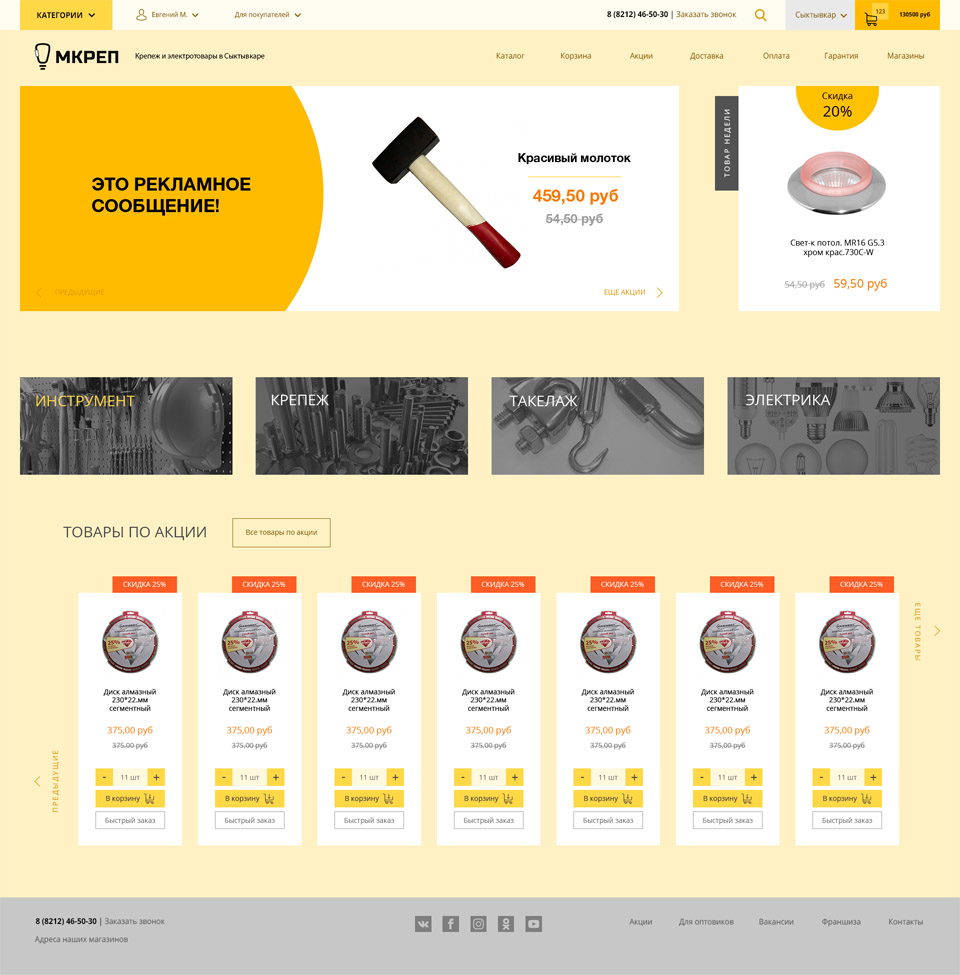 КАТЕГОРИИ
Евгений М.
Для покупателей
8 (8212) 46-50-30 | Заказать звонок
Сыктывкар
123
130500 руб
МКРЕП
Крепеж и электротовары в Сыктывкаре
Каталог
Корзина
Акции
Доставка
Оплата
Гарантия
Магазины
ЭТО РЕКЛАМНОЕ
СООБЩЕНИЕ!
ПРЕДЫДУЩИЕ
Красивый молоток
459,50 руб
54,50 руб
ЕЩЕ АКЦИИ
ТОВАР НЕДЕЛИ
Скидка
20%
Свет-к потол. MR16 G5.3
хром крас.730C-W
54,50 руб 59,50 руб
ИНСТРУМЕНТ
КРЕПЕЖ
ТАКЕЛАЖ
ЭЛЕКТРИКА
ТОВАРЫ ПО АКЦИИ
Все товары по акции
ПРЕДЫДУЩИЕ
СКИДКА 25%
25%
Диск алмазный
230*22.мм
сегментный
375,00 руб
375,00 руб
- 11 шт +
В корзину
Быстрый заказ
СКИДКА 25%
25%
Диск алмазный
230*22.мм
сегментный
375,00 руб
375,00 руб
- 11 шт +
В корзину
Быстрый заказ
СКИДКА 25%
25%
Диск алмазный
230*22.мм
сегментный
375,00 руб
375,00 руб
- 11 шт +
В корзину
Быстрый заказ
СКИДКА 25%
25%
Диск алмазный
230*22.мм
сегментный
375,00 руб
375,00 руб
- 11 шт +
В корзину
Быстрый заказ
СКИДКА 25%
25%
Диск алмазный
230*22.мм
сегментный
375,00 руб
375,00 руб
- 11 шт +
В корзину
Быстрый заказ
СКИДКА 25%
25%
Диск алмазный
230*22.мм
сегментный
375,00 руб
375,00 руб
- 11 шт +
В корзину
Быстрый заказ
СКИДКА 25%
25%
Диск алмазный
230*22.мм
сегментный
375,00 руб
375,00 руб
- 11 шт +
В корзину
Быстрый заказ
ЕЩЕ ТОВАРЫ
8 (8212) 46-50-30 | Заказать звонок
Адреса наших магазинов
Акции
Для оптовиков
Вакансии
Франшиза
Контакты